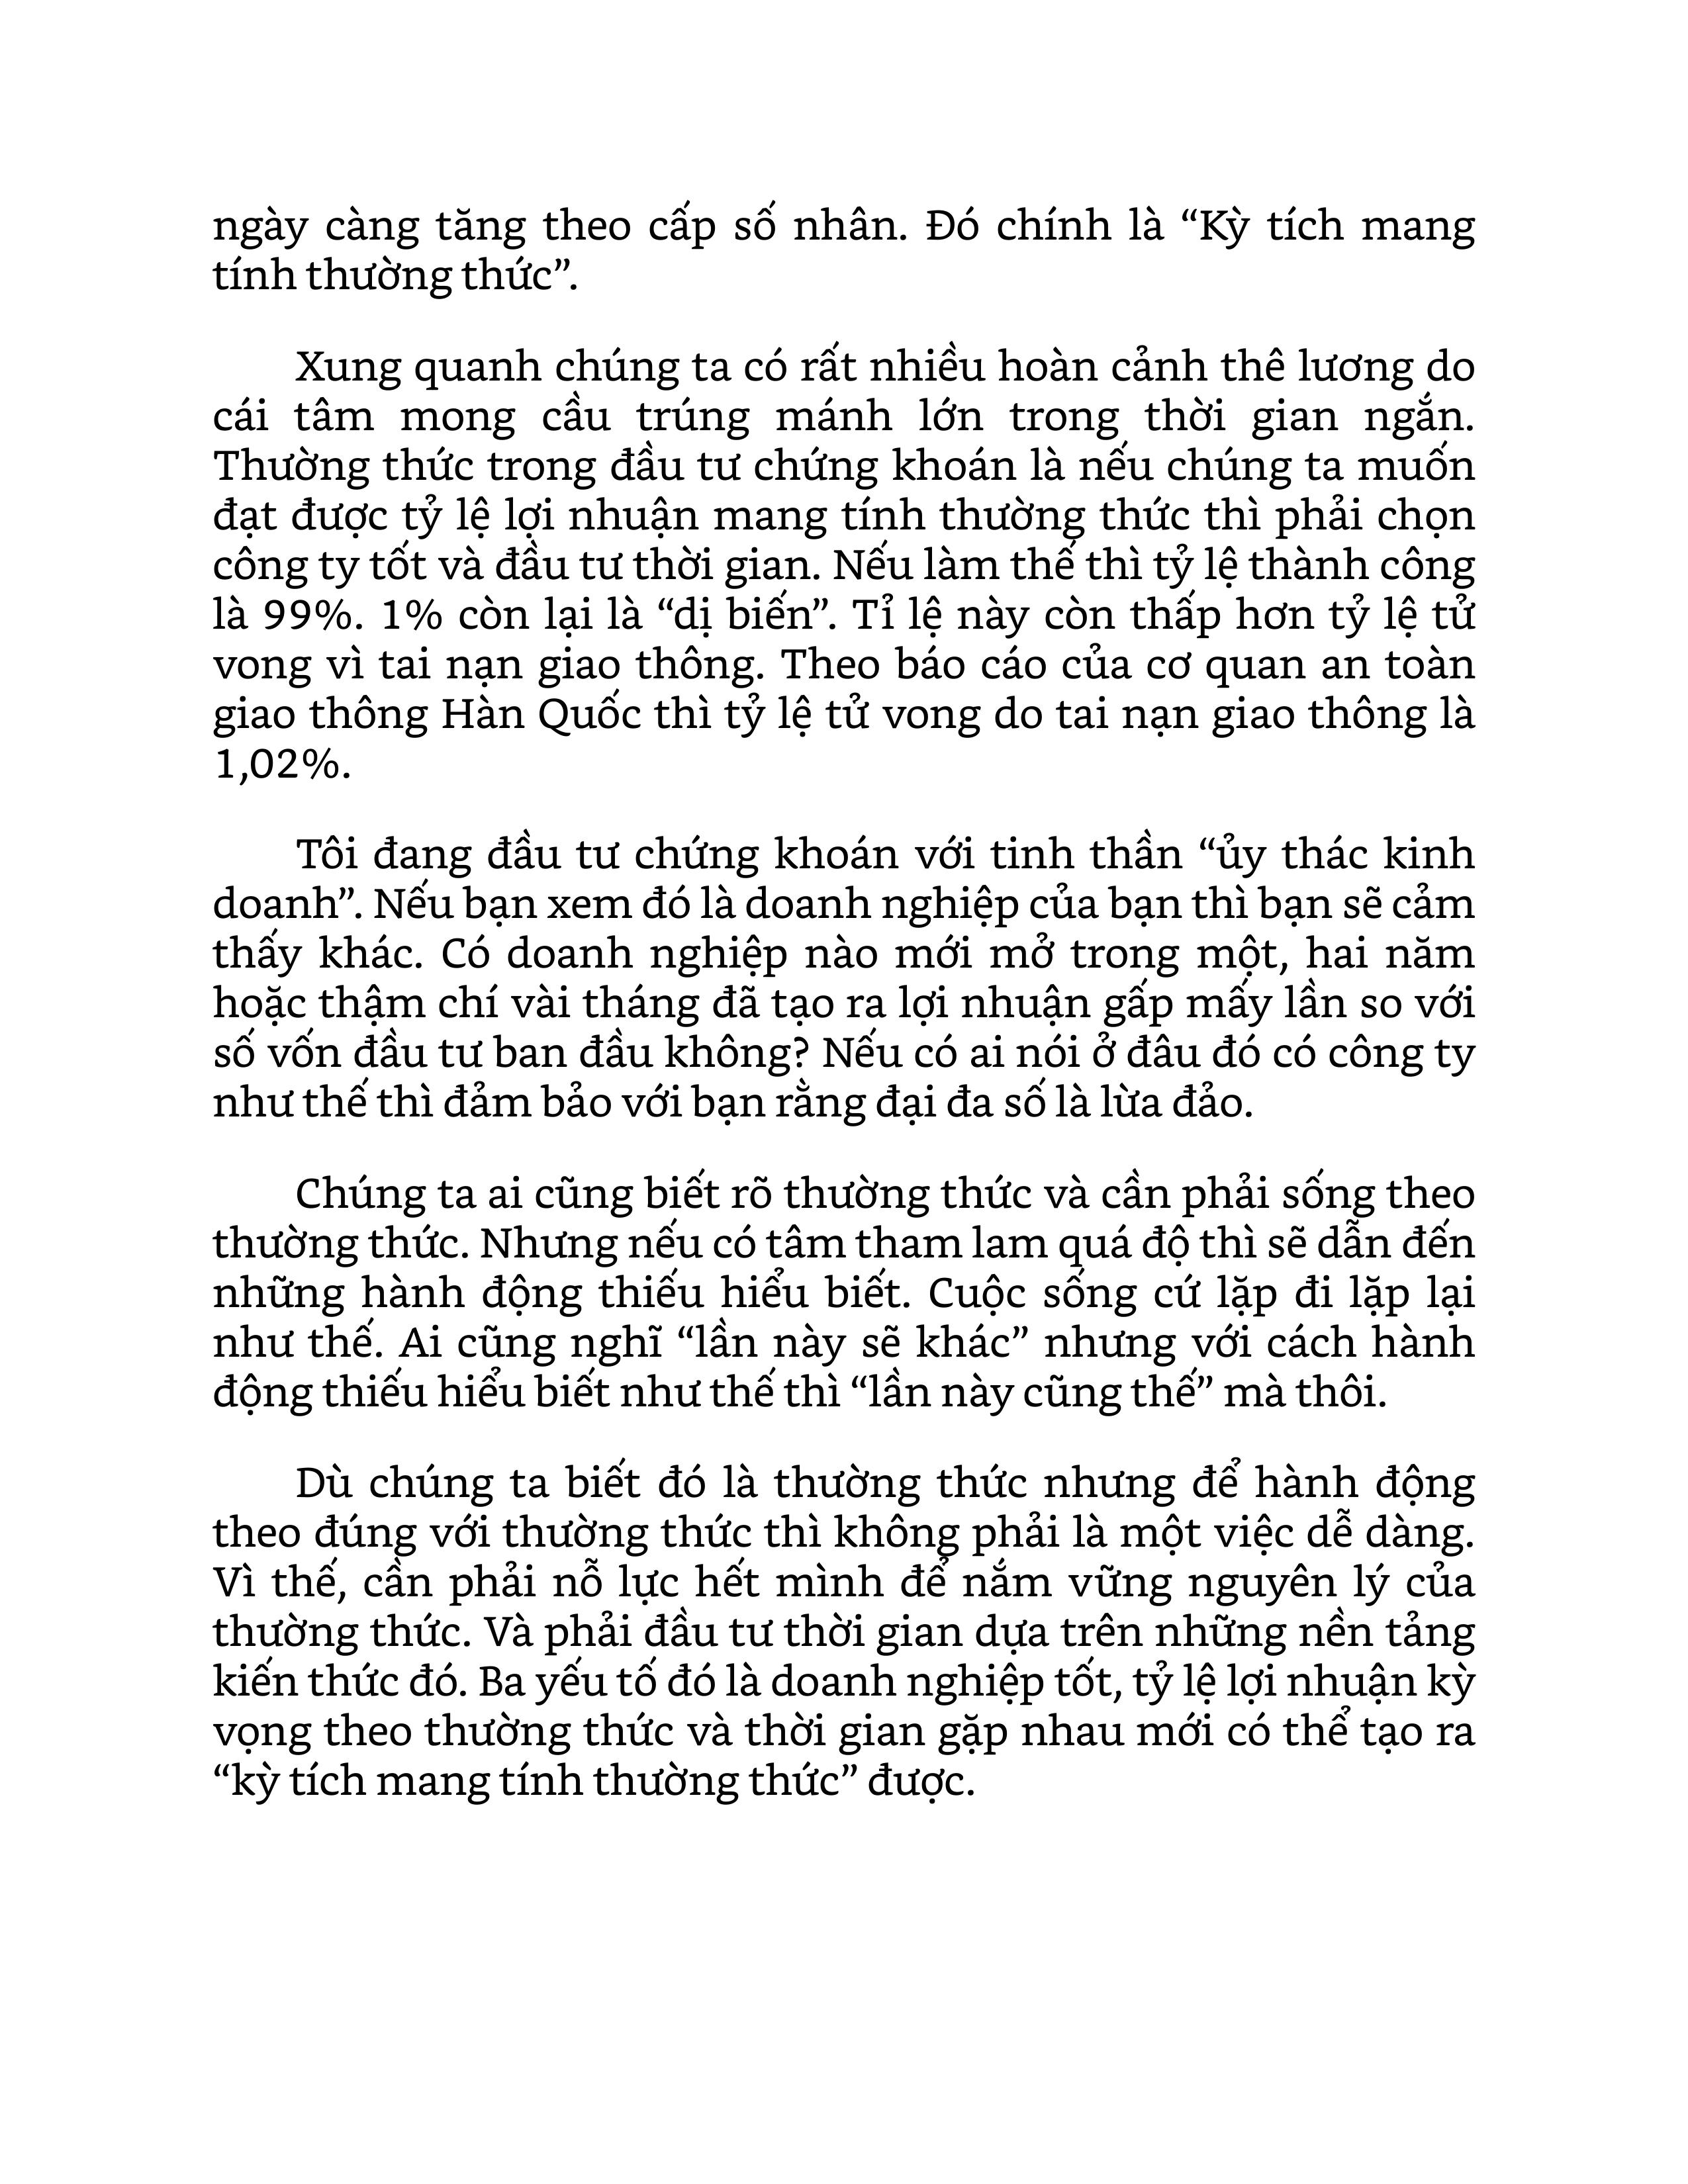 ngày càng tăng theo cấp số nhân. Đó chính là “Kỳ tích mang
tính thường thức”.
Xung quanh chúng ta có rất nhiều hoàn cảnh thê lương do
cái tâm mong cầu trúng mánh lớn trong thời gian ngắn.
Thường thức trong đầu tư chứng khoán là nếu chúng ta muốn
đạt được tỷ lệ lợi nhuận mang tính thường thức thì phải chọn
công ty tốt và đầu tư thời gian. Nếu làm thế thì tỷ lệ thành công
là 99%. 1% còn lại là “dị biến”. Tỉ lệ này còn thấp hơn tỷ lệ tử
vong vì tai nạn giao thông. Theo báo cáo của cơ quan an toàn
giao thông Hàn Quốc thì tỷ lệ tử vong do tai nạn giao thông là
1,02%.
Tôi đang đầu tư chứng khoán với tinh thần “ủy thác kinh
doanh”. Nếu bạn xem đó là doanh nghiệp của bạn thì bạn sẽ cảm
thấy khác. Có doanh nghiệp nào mới mở trong một, hai năm
hoặc thậm chí vài tháng đã tạo ra lợi nhuận gấp mấy lần so với
số vốn đầu tư ban đầu không? Nếu có ai nói ở đâu đó có công ty
như thế thì đảm bảo với bạn rằng đại đa số là lừa đảo.
Chúng ta ai cũng biết rõ thường thức và cần phải sống theo
thường thức. Nhưng nếu có tâm tham lam quá độ thì sẽ dẫn đến
những hành động thiếu hiểu biết. Cuộc sống cứ lặp đi lặp lại
như thế. Ai cũng nghĩ “lần này sẽ khác” nhưng với cách hành
động thiếu hiểu biết như thế thì “lần này cũng thế” mà thôi.
Dù chúng ta biết đó là thường thức nhưng để hành động
theo đúng với thường thức thì không phải là một việc dễ dàng.
Vì thế, cần phải nỗ lực hết mình để nắm vững nguyên lý của
thường thức. Và phải đầu tư thời gian dựa trên những nền tảng
kiến thức đó. Ba yếu tố đó là doanh nghiệp tốt, tỷ lệ lợi nhuận kỳ
vọng theo thường thức và thời gian gặp nhau mới có thể tạo ra
“kỳ tích mang tính thường thức” được.